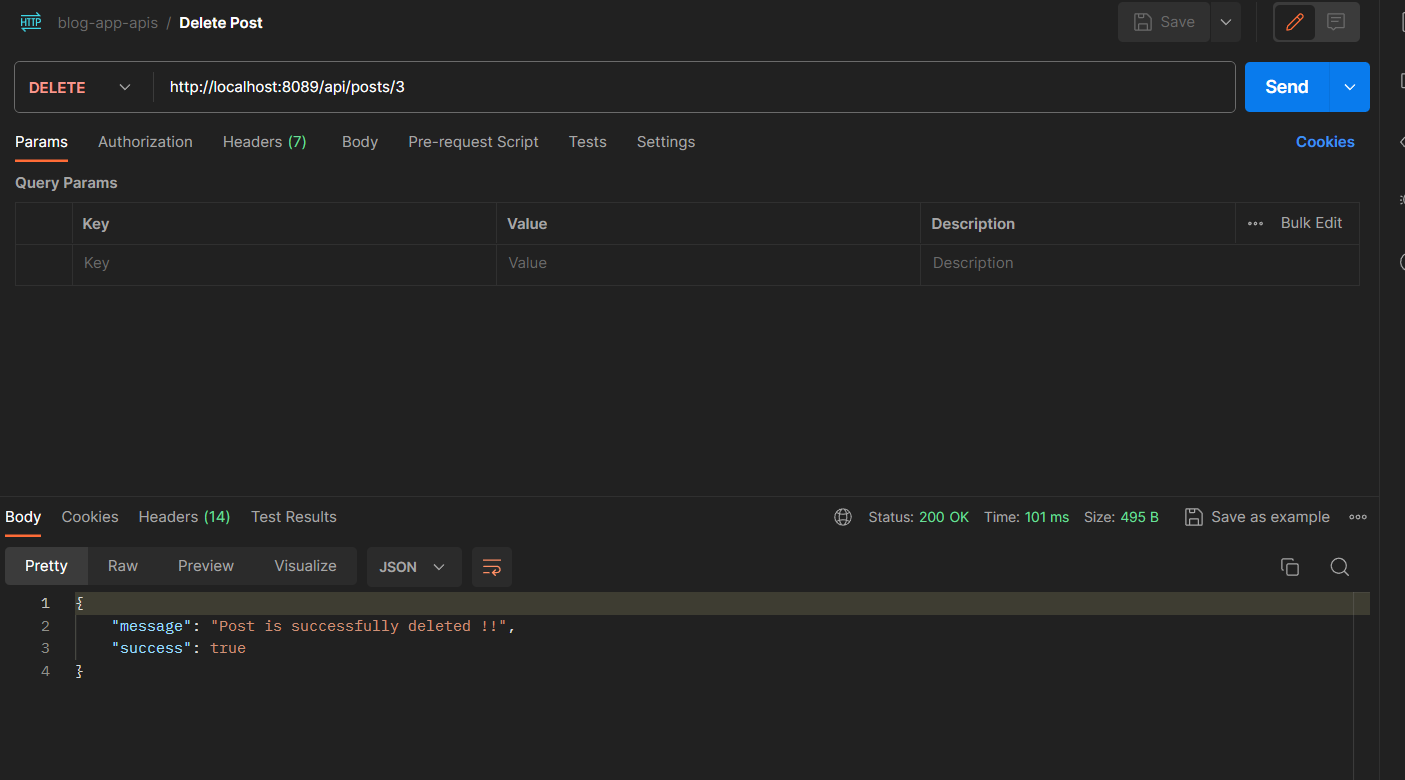 HTTP blog-app-apis / Delete Post Save
DELETE http://localhost:8089/api/posts/3 Send
Params Authorization Headers (7) Body Pre-request Script Tests Settings Cookies
Query Params
Key Value Description Bulk Edit
Key Value Description
Body Cookies Headers (14) Test Results Status: 200 OK Time: 101 ms Size: 495 B Save as example
Pretty Raw Preview Visualize JSON
1 {
2 "message": "Post is successfully deleted !!",
3 "success": true
4 }